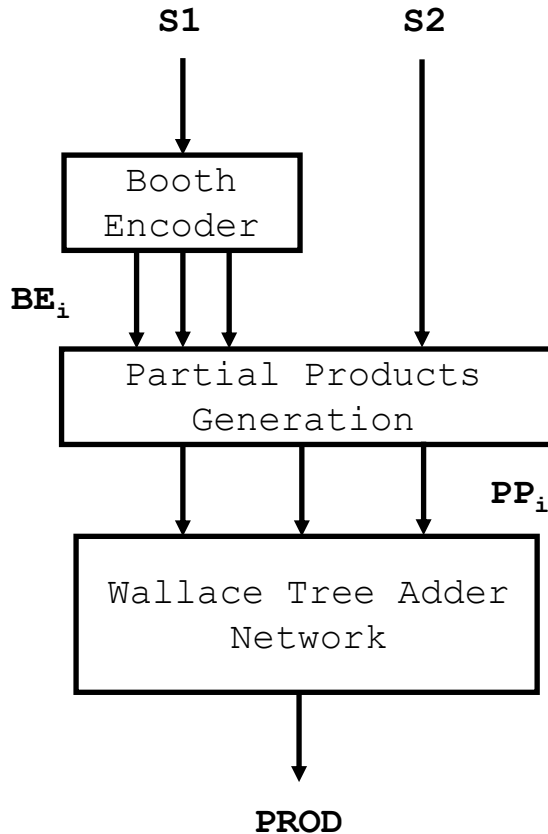 S1 S2
Booth
Encoder
BEi
Partial Products
Generation
PPi
Wallace Tree Adder
Network
PROD